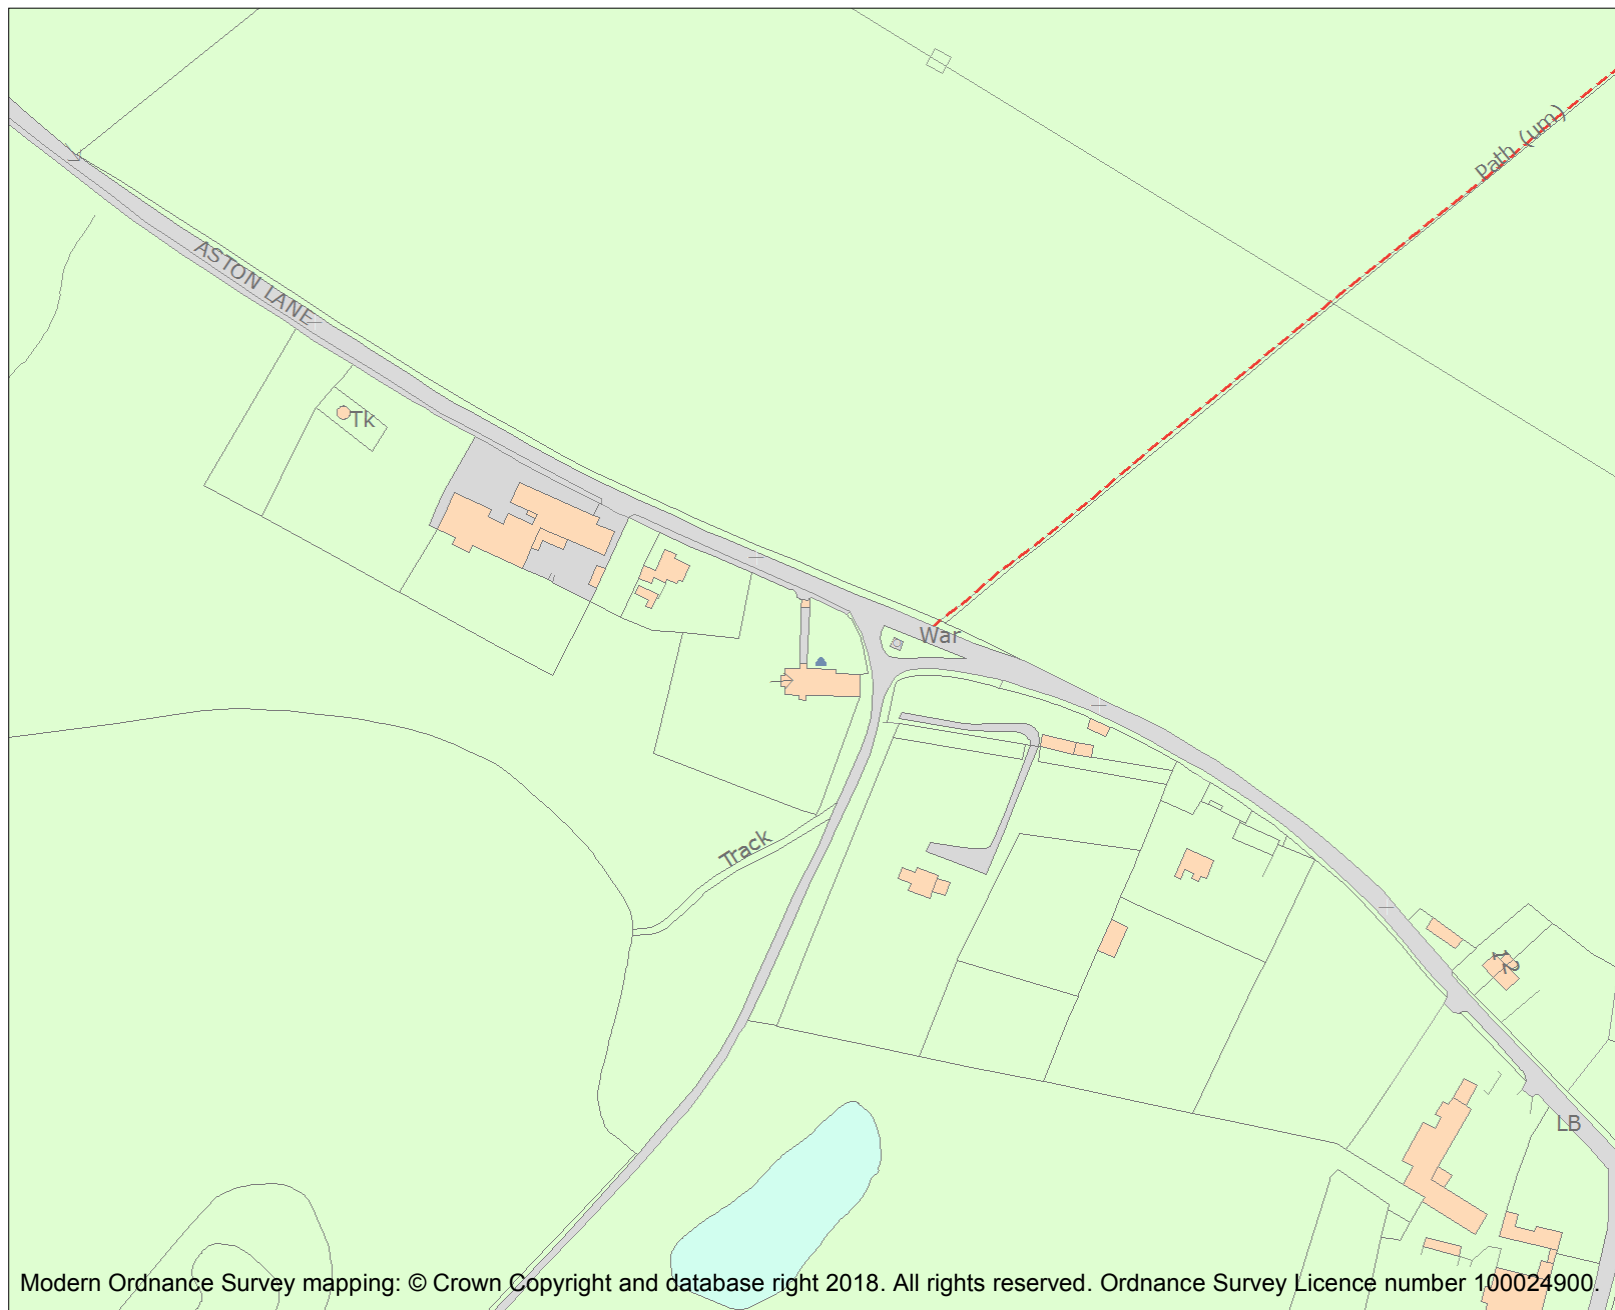 Path (um)
ASTON LANE
Tk
War
Track
12
LB
Modern Ordnance Survey mapping: © Crown Copyright and database right 2018. All rights reserved. Ordnance Survey Licence number 100024900.